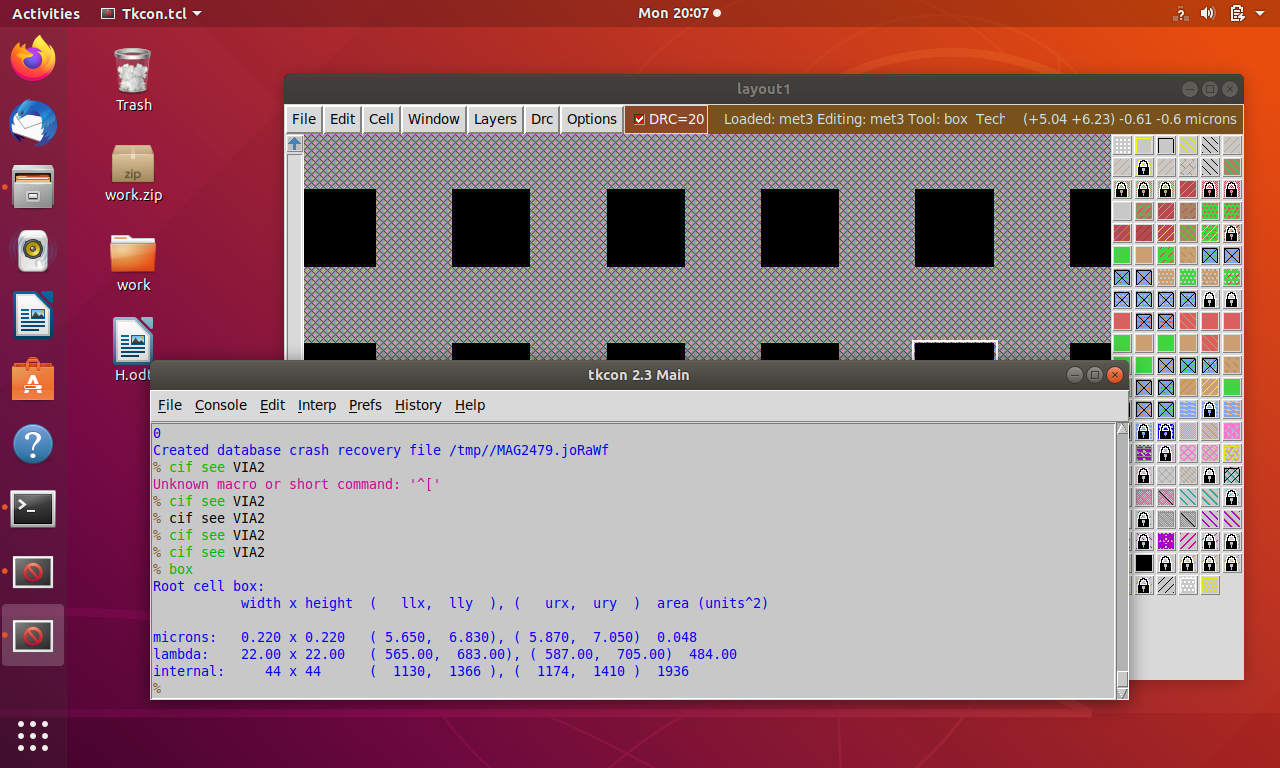 Activities
Tkcon.tcl
Mon 20:07
Trash
zip
work.zip
work
H.odt
layout1
File Edit Cell Window Layers Drc Options DRC=20 Loaded: met3 Editing: met3 Tool: box Tech (+5.04 +6.23) -0.61 -0.6 microns
tkcon 2.3 Main
File Console Edit Interp Prefs History Help
0
Created database crash recovery file /tmp//MAG2479.joRaWf
% cif see VIA2
Unknown macro or short command: '^['
% cif see VIA2
% cif see VIA2
% cif see VIA2
% cif see VIA2
% box
Root cell box:
width x height ( llx, lly ), ( urx, ury ) area (units^2)
microns: 0.220 x 0.220 ( 5.650, 6.830), ( 5.870, 7.050) 0.048
lambda: 22.00 x 22.00 ( 565.00, 683.00), ( 587.00, 705.00) 484.00
internal: 44 x 44 ( 1130, 1366 ), ( 1174, 1410 ) 1936
%